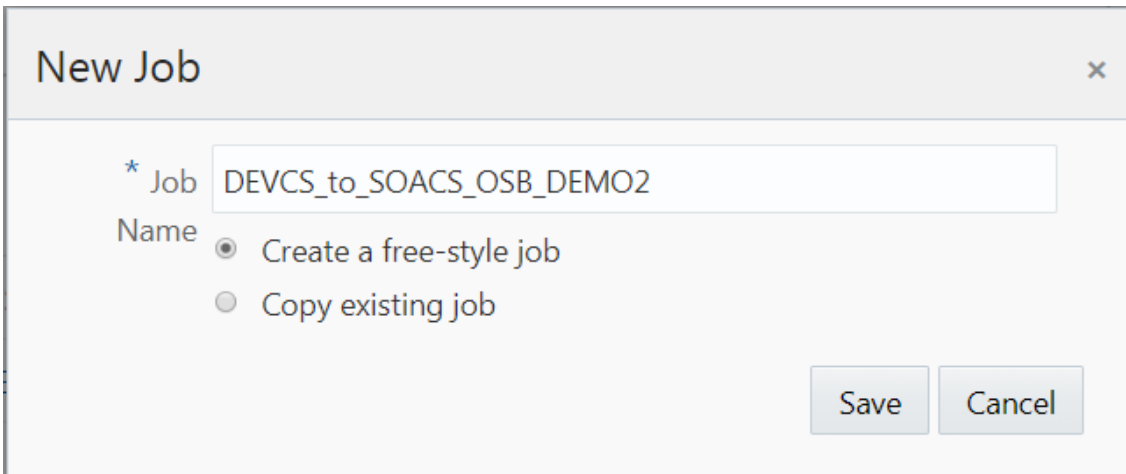 New Job ×
* Job DEVCS_to_SOACS_OSB_DEMO2
Name
Create a free-style job
Copy existing job
Save Cancel